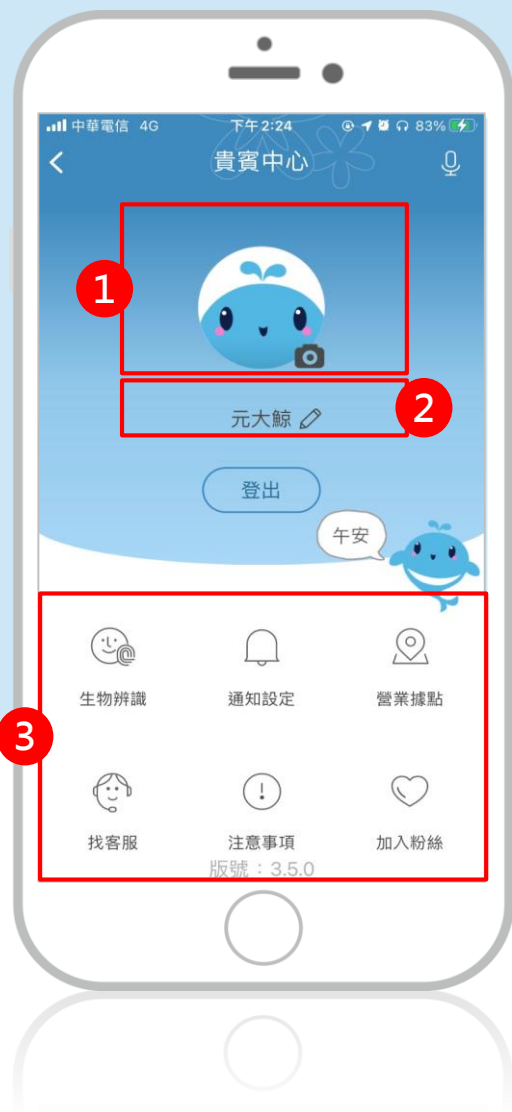 中華電信 4G 下午2:24 83%
貴賓中心
1
元大鯨
2
登出
午安
3
生物辨識 通知設定 營業據點
找客服 注意事項 加入粉絲
版號：3.5.0